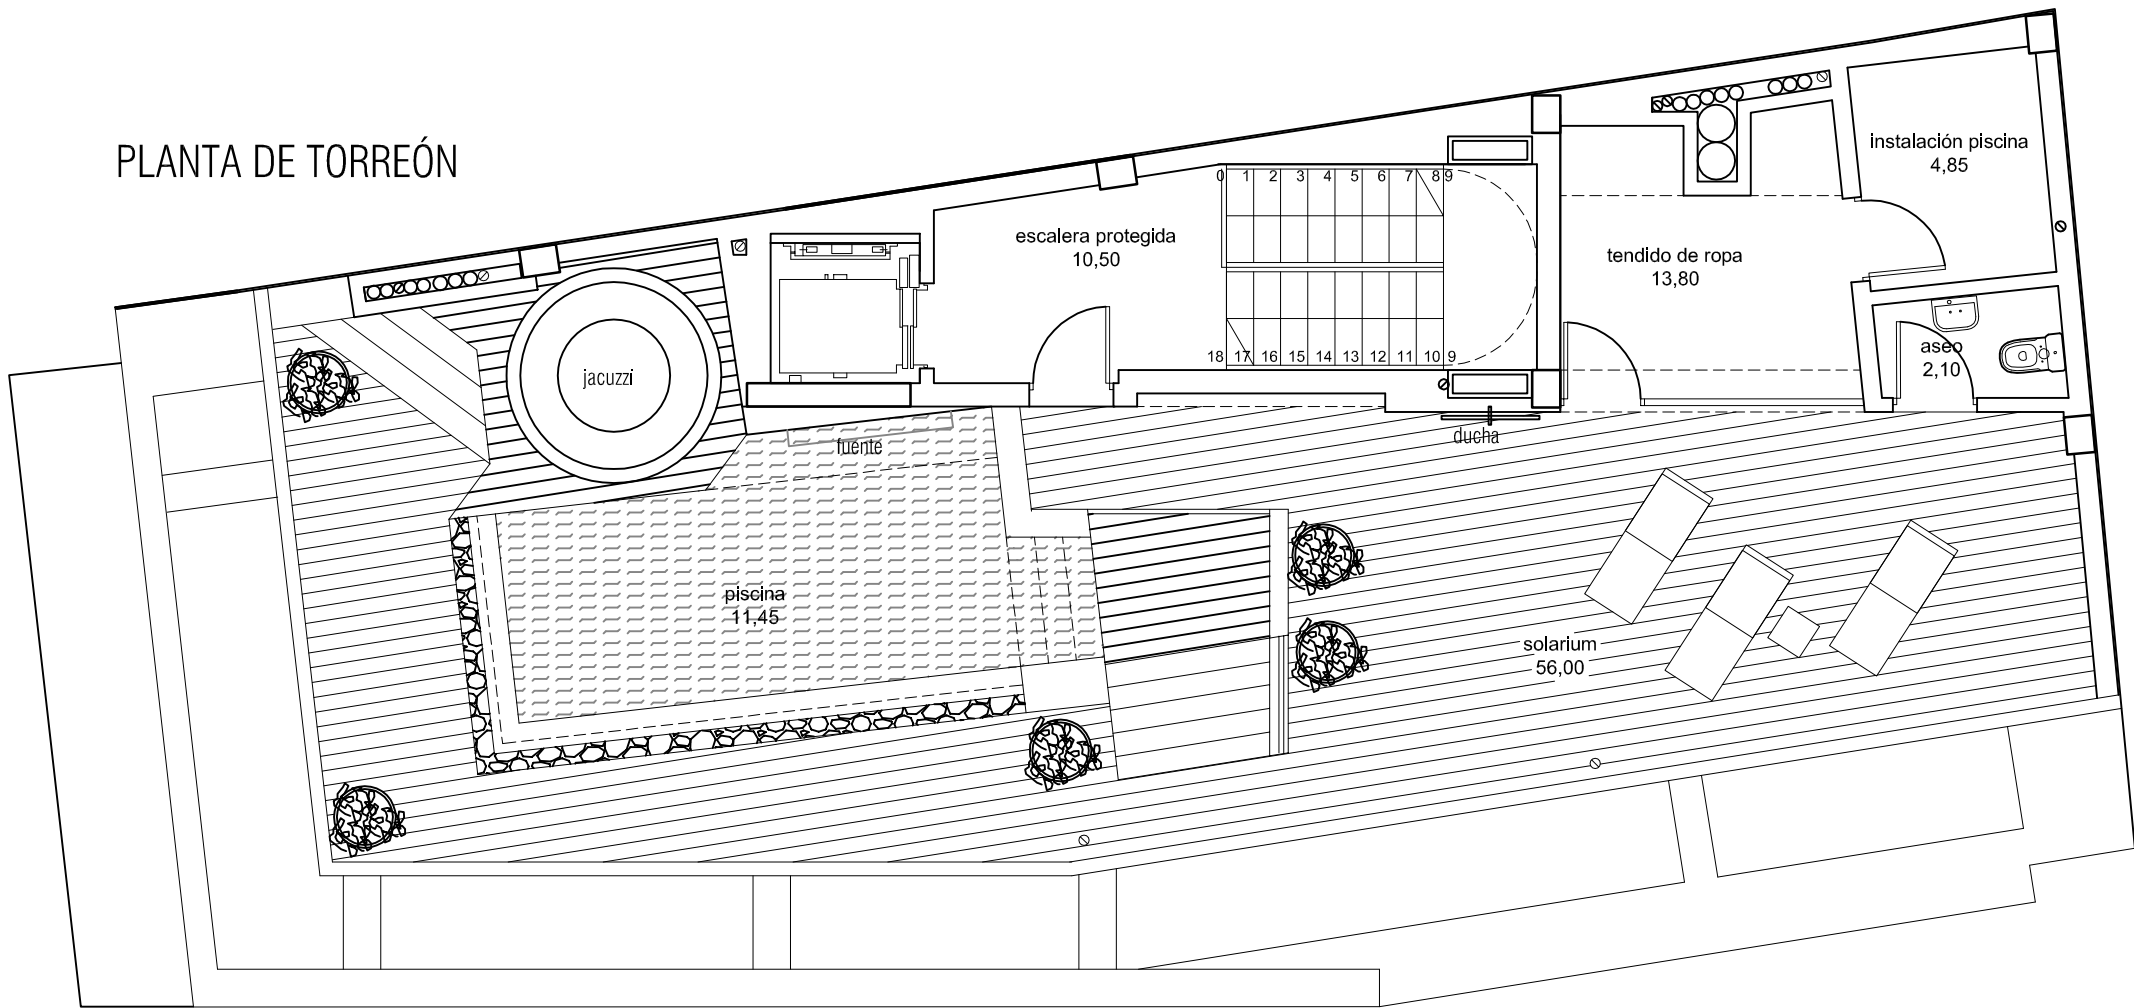 PLANTA DE TORREÓN
instalación piscina
4,85
0 1 2 3 4 5 6 7 8 9
escalera protegida
10,50
tendido de ropa
13,80
18 17 16 15 14 13 12 11 10 9
aseo
2,10
jacuzzi
fuente
ducha
piscina
11,45
solarium
56,00